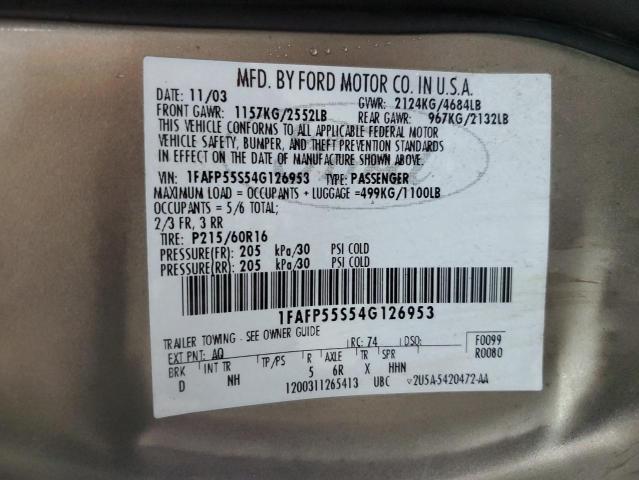 MFD. BY FORD MOTOR CO. IN U.S.A.
DATE: 11/03 GVWR: 2124KG/4684LB
FRONT GAWR: 1157KG/2552LB REAR GAWR: 967KG/2132LB
THIS VEHICLE CONFORMS TO ALL APPLICABLE FEDERAL MOTOR
VEHICLE SAFETY, BUMPER, AND THEFT PREVENTION STANDARDS
IN EFFECT ON THE DATE OF MANUFACTURE SHOWN ABOVE.
VIN: 1FAFP55S54G126953 TYPE: PASSENGER
MAXIMUM LOAD = OCCUPANTS + LUGGAGE =499KG/1100LB
OCCUPANTS = 5/6 TOTAL;
2/3 FR, 3 RR
TIRE: P215/60R16
PRESSURE(FR): 205 kPa/30 PSI COLD
PRESSURE(RR): 205 kPa/30 PSI COLD
1FAFP55S54G126953
TRAILER TOWING - SEE OWNER GUIDE
EXT PNT: AQ RC: 74 DSO: F0099
BRK INT TR TP/PS R AXLE TR SPR R0080
D NH 5 6R X HHN
1200311265413 UBC 2U5A-5420472-AA